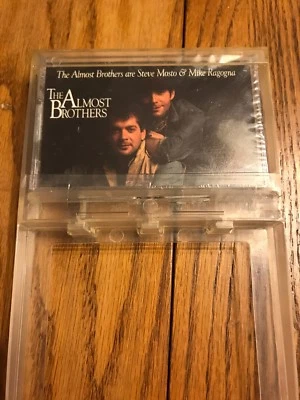 The Almost Brothers are Steve Mosto & Mike Ragogna
THE ALMOST
BROTHERS